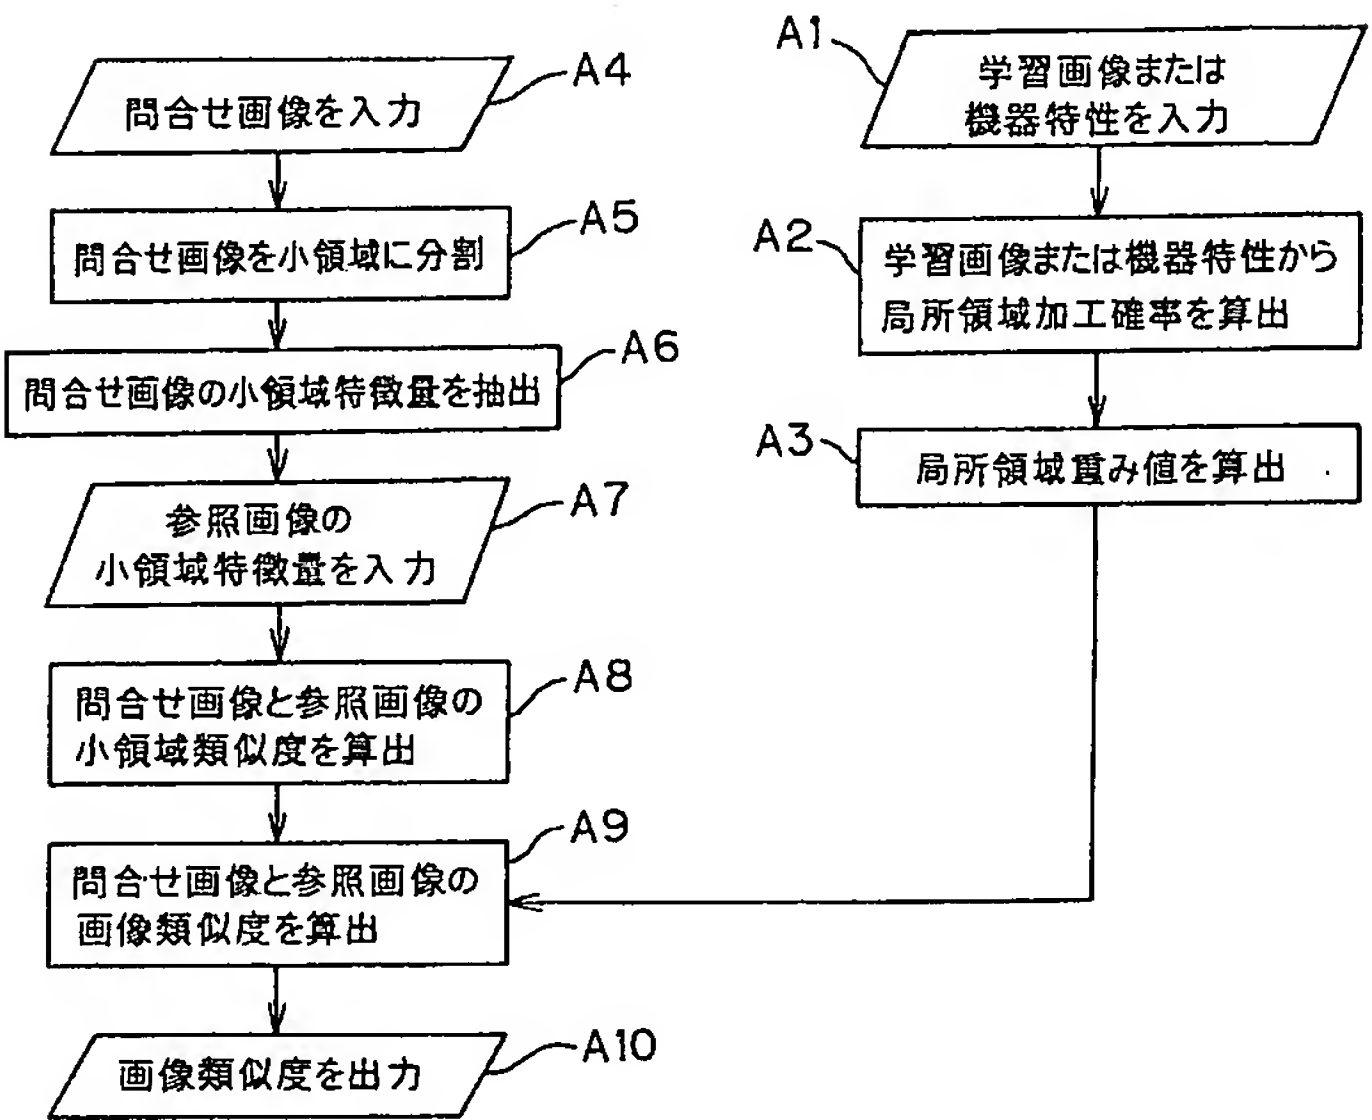 A4
問合せ画像を入力
A5
問合せ画像を小領域に分割
A6
問合せ画像の小領域特徴量を抽出
A7
参照画像の
小領域特徴量を入力
A8
問合せ画像と参照画像の
小領域類似度を算出
A9
問合せ画像と参照画像の
画像類似度を算出
A10
画像類似度を出力
A1
学習画像または
機器特性を入力
A2
学習画像または機器特性から
局所領域加工確率を算出
A3
局所領域重み値を算出